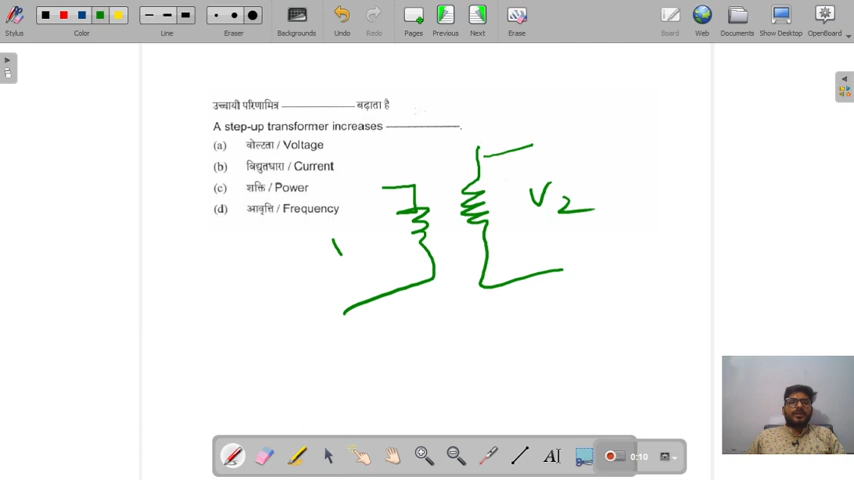 Stylus
Color
Line
Eraser
Backgrounds
Undo
Redo
Pages
Previous
Next
Erase
Board
Web
Documents
Show Desktop
OpenBoard
उच्चायी परिणामित्र ——————— बढ़ाता है
A step-up transformer increases ———————.
(a) वोल्टता / Voltage
(b) विद्युतधारा / Current
(c) शक्ति / Power
(d) आवृत्ति / Frequency
V2
0:10